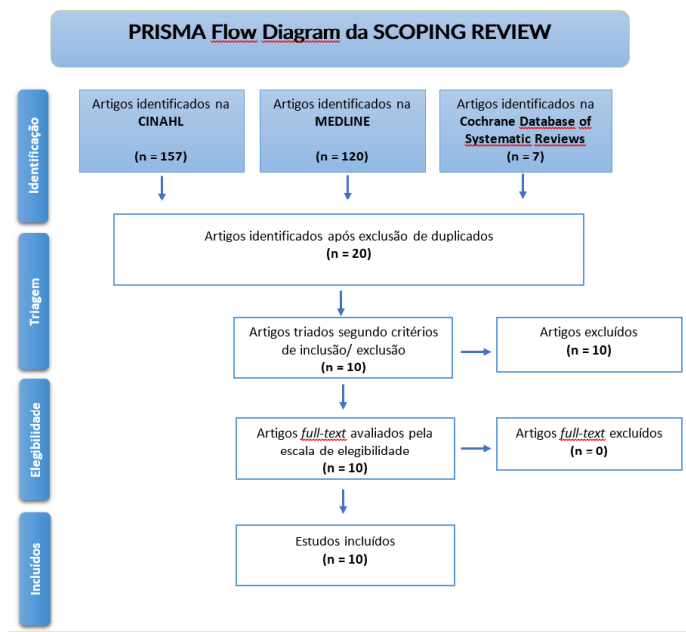 PRISMA Flow Diagram da SCOPING REVIEW
Identificação
Artigos identificados na
CINAHL
(n = 157)
Artigos identificados na
MEDLINE
(n = 120)
Artigos identificados na
Cochrane Database of
Systematic Reviews
(n = 7)
Artigos identificados após exclusão de duplicados
(n = 20)
Triagem
Artigos triados segundo critérios
de inclusão/ exclusão
(n = 10)
Artigos excluídos
(n = 10)
Elegibilidade
Artigos full-text avaliados pela
escala de elegibilidade
(n = 10)
Artigos full-text excluídos
(n = 0)
Incluídos
Estudos incluídos
(n = 10)